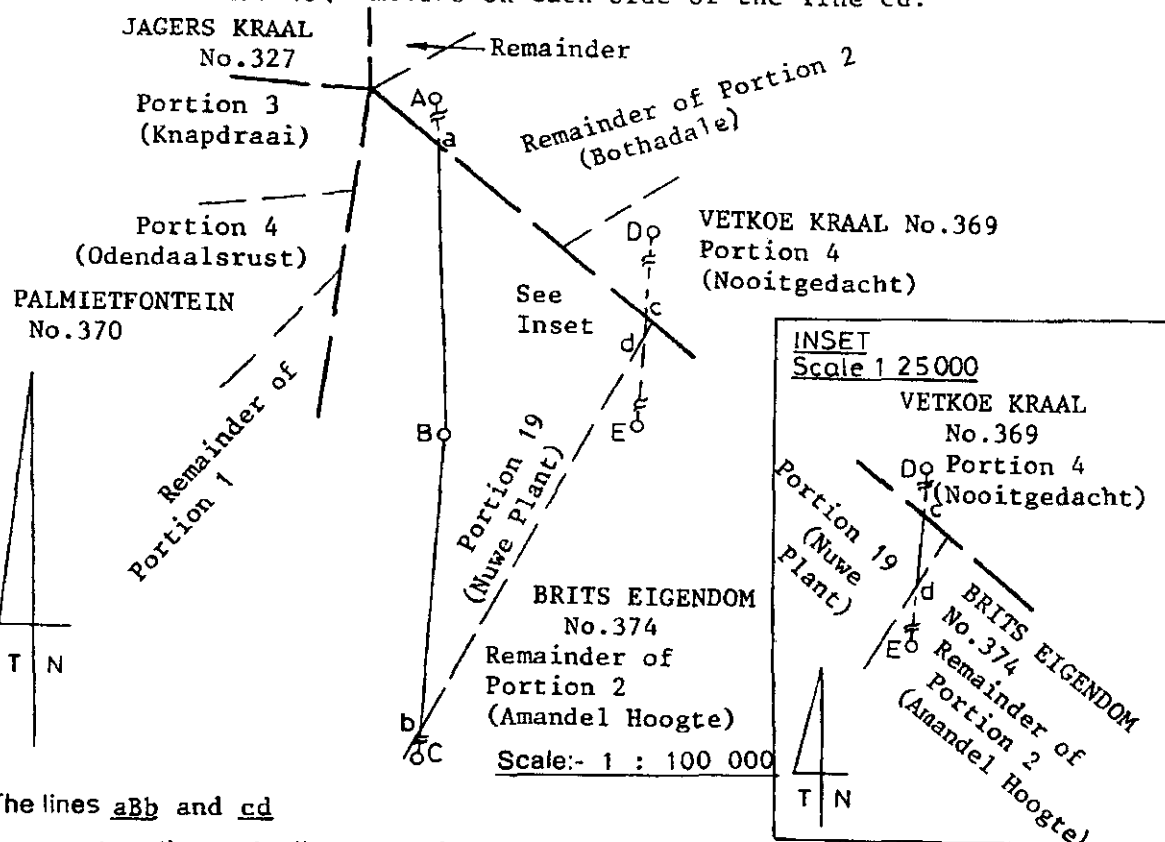 on each side of the line cd.
JAGERS KRAAL
No.327
Remainder
Portion 3
(Knapdraai)
A
a
Remainder of Portion 2
(Bothadale)
Portion 4
(Odendaalsrust)
D
VETKOE KRAAL No.369
Portion 4
(Nooitgedacht)
PALMIETFONTEIN
No.370
See
Inset
c
d
E
B
Remainder of
Portion 1
Portion 19
(Nuwe Plant)
BRITS EIGENDOM
No.374
Remainder of
Portion 2
(Amandel Hoogte)
b
C
Scale:- 1 : 100 000
T N
INSET
Scale 1 25000
VETKOE KRAAL
No.369
Portion 4
(Nooitgedacht)
D
c
Portion 19
(Nuwe
Plant)
d
E
BRITS EIGENDOM
No.374
Remainder of
Portion 2
(Amandel Hoogte)
T N
The lines aBb and cd